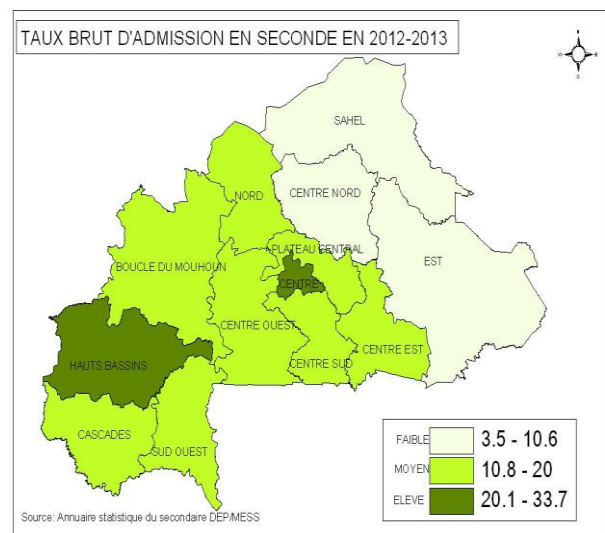 TAUX BRUT D'ADMISSION EN SECONDE EN 2012-2013
N
W
E
S
SAHEL
NORD
CENTRE NORD
PLATEAU CENTRAL
EST
BOUCLE DU MOUHOUN
CENTRE
CENTRE OUEST
CENTRE EST
CENTRE SUD
HAUTS BASSINS
CASCADES
SUD OUEST
FAIBLE 3.5 - 10.6
MOYEN 10.8 - 20
ELEVE 20.1 - 33.7
Source: Annuaire statistique du secondaire DEP/MESS